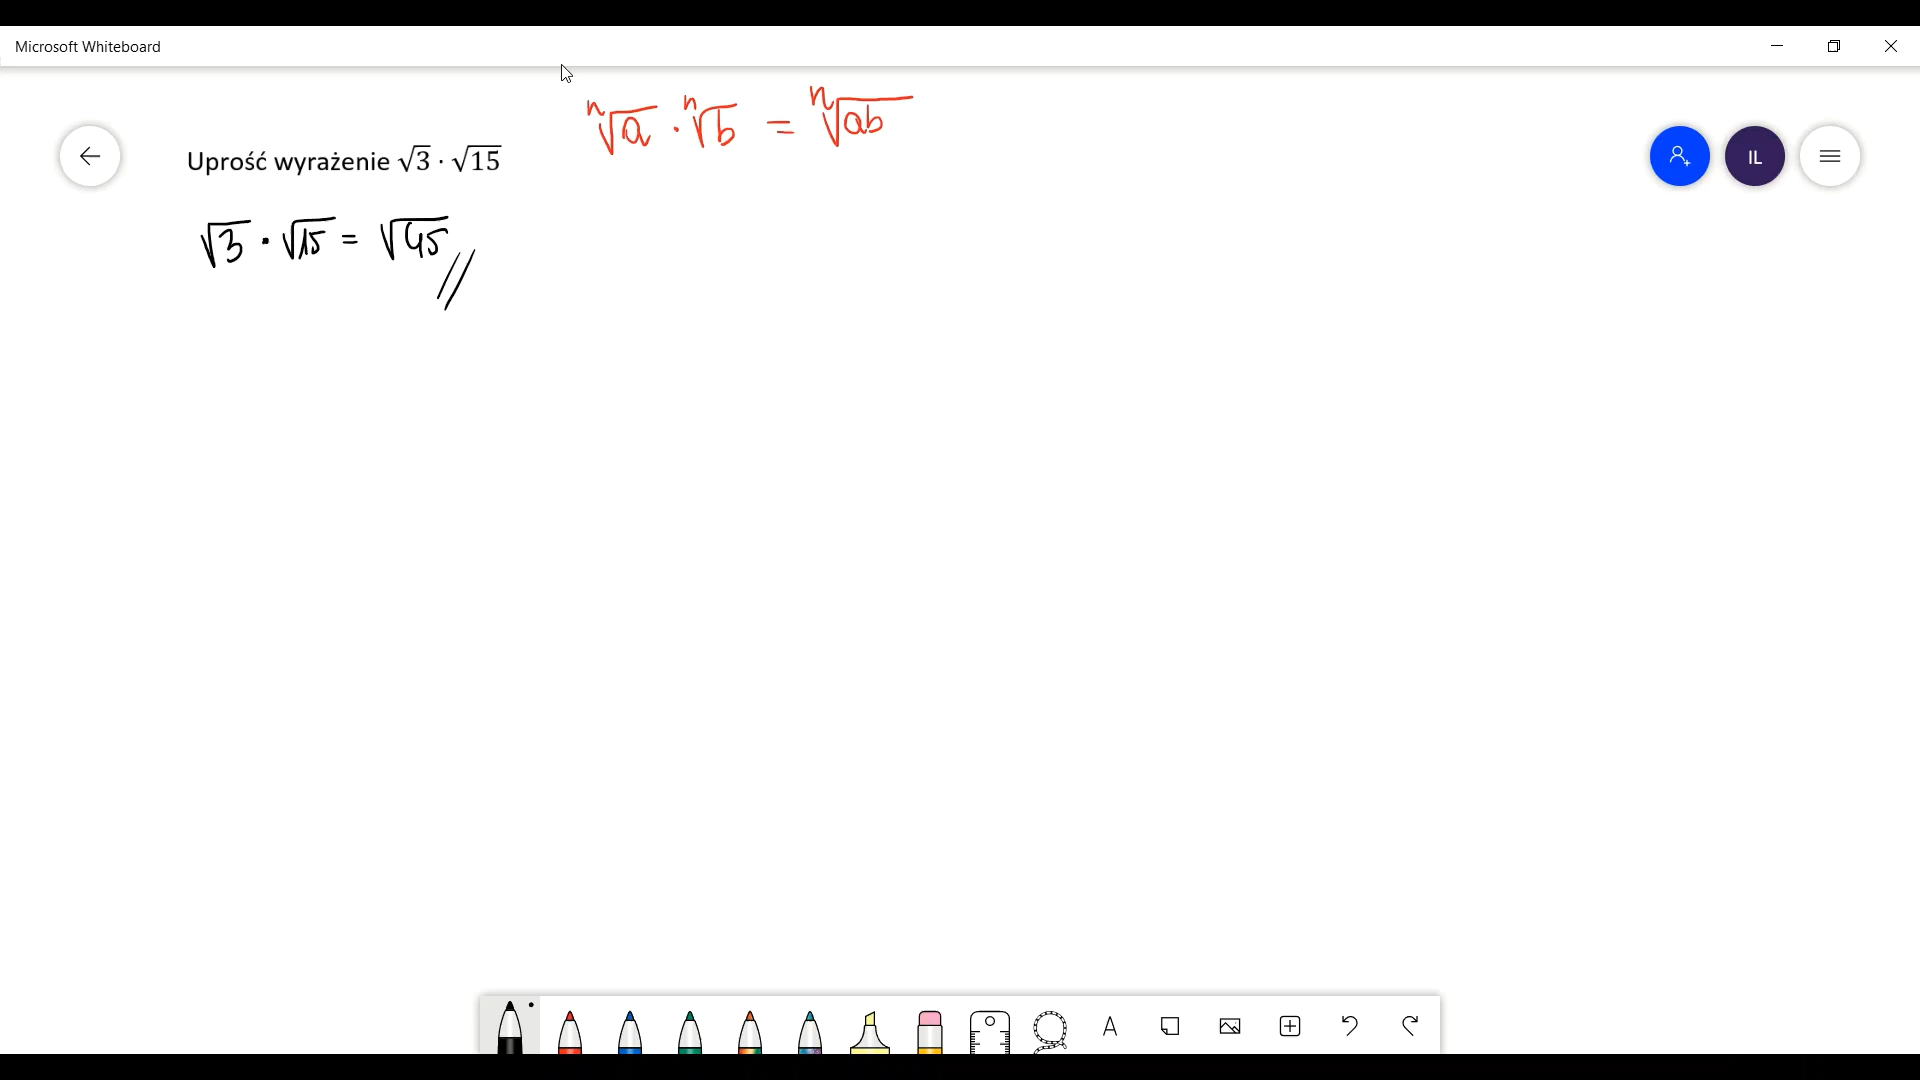 Microsoft Whiteboard
ⁿ√a · ⁿ√b = ⁿ√ab
Uprość wyrażenie √3 · √15
IL
√3 · √15 = √45